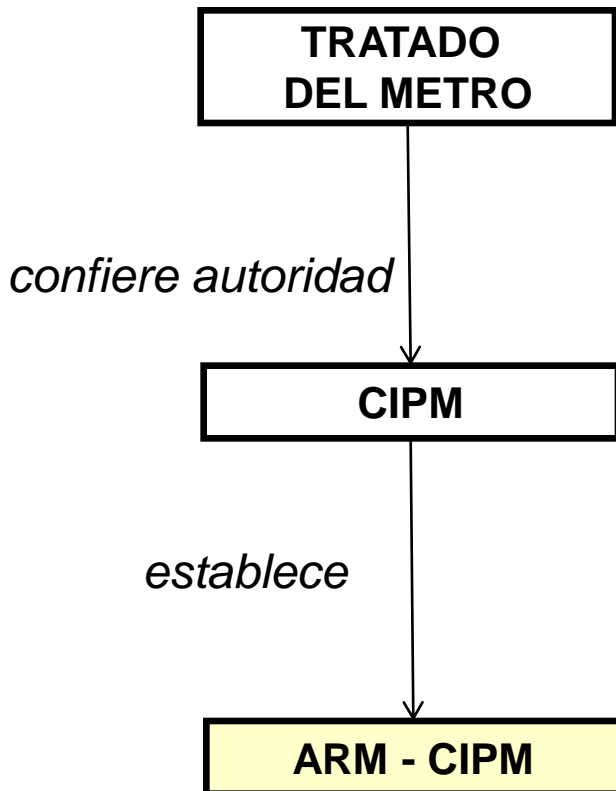 TRATADO
DEL METRO
confiere autoridad
CIPM
establece
ARM - CIPM